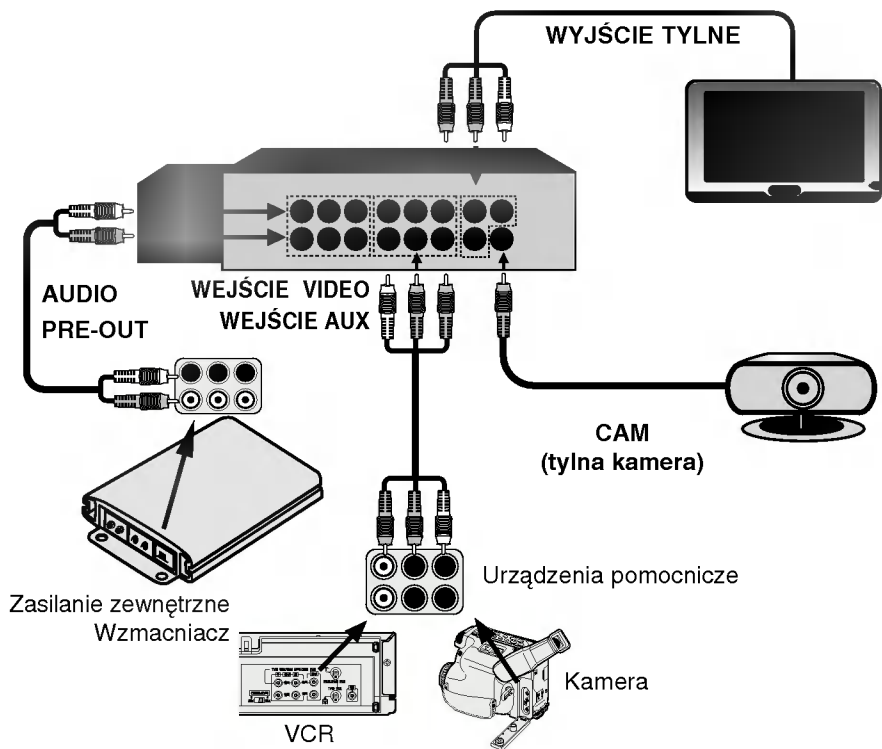 WYJŚCIE TYLNE
AUDIO
PRE-OUT
WEJŚCIE VIDEO
WEJŚCIE AUX
CAM
(tylna kamera)
Urządzenia pomocnicze
Zasilanie zewnętrzne
Wzmacniacz
Kamera
VCR